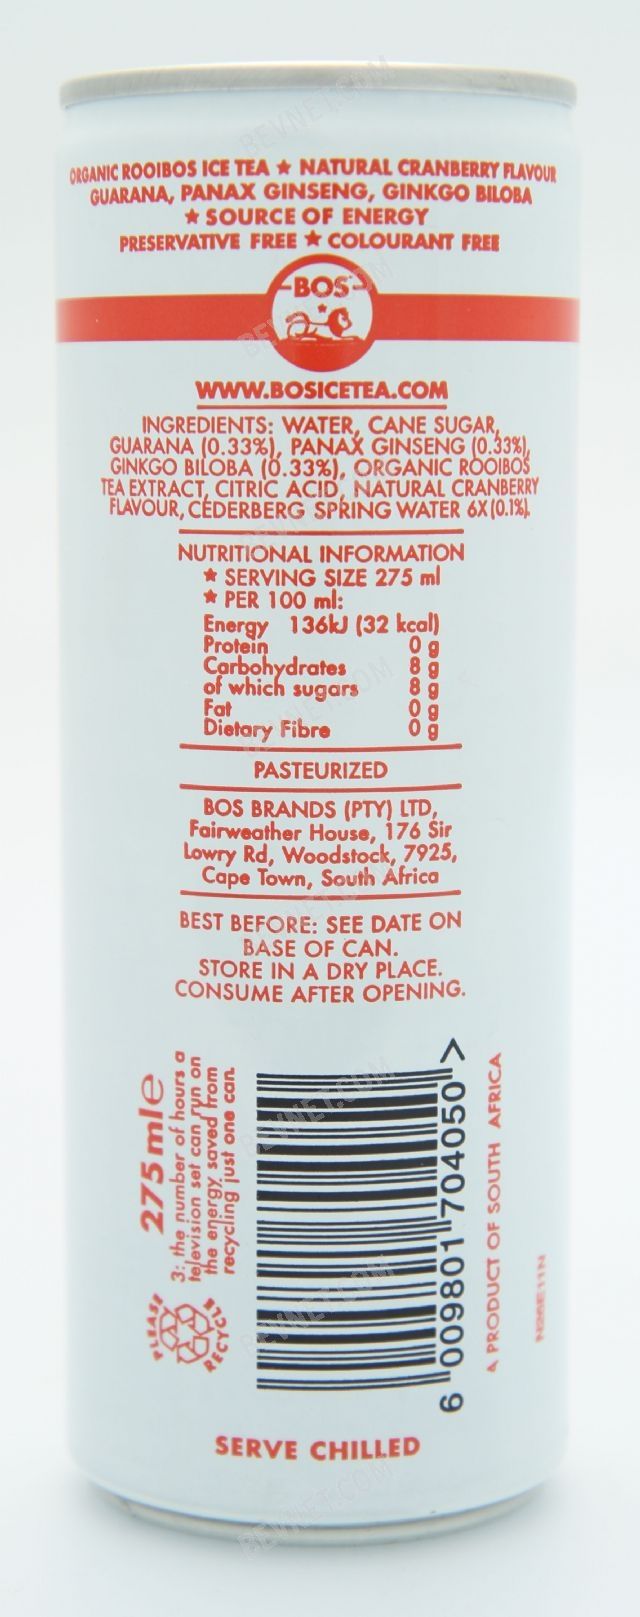 ORGANIC ROOIBOS ICE TEA ★ NATURAL CRANBERRY FLAVOUR
GUARANA, PANAX GINSENG, GINKGO BILOBA
★ SOURCE OF ENERGY
PRESERVATIVE FREE ★ COLOURANT FREE
BOS
WWW.BOSICETEA.COM
INGREDIENTS: WATER, CANE SUGAR,
GUARANA (0.33%), PANAX GINSENG (0.33%),
GINKGO BILOBA (0.33%), ORGANIC ROOIBOS
TEA EXTRACT, CITRIC ACID, NATURAL CRANBERRY
FLAVOUR, CEDERBERG SPRING WATER 6X (0.1%).
NUTRITIONAL INFORMATION
★ SERVING SIZE 275 ml
★ PER 100 ml:
Energy 136kJ (32 kcal)
Protein 0 g
Carbohydrates 8 g
of which sugars 8 g
Fat 0 g
Dietary Fibre 0 g
PASTEURIZED
BOS BRANDS (PTY) LTD,
Fairweather House, 176 Sir
Lowry Rd, Woodstock, 7925,
Cape Town, South Africa
BEST BEFORE: SEE DATE ON
BASE OF CAN.
STORE IN A DRY PLACE.
CONSUME AFTER OPENING.
275 ml e
3: the number of hours a
television set can run on
the energy saved from
recycling just one can.
PLEASE
RECYCLE
6 009801 704050 >
A PRODUCT OF SOUTH AFRICA
N26E11N
SERVE CHILLED
BEVNET.COM